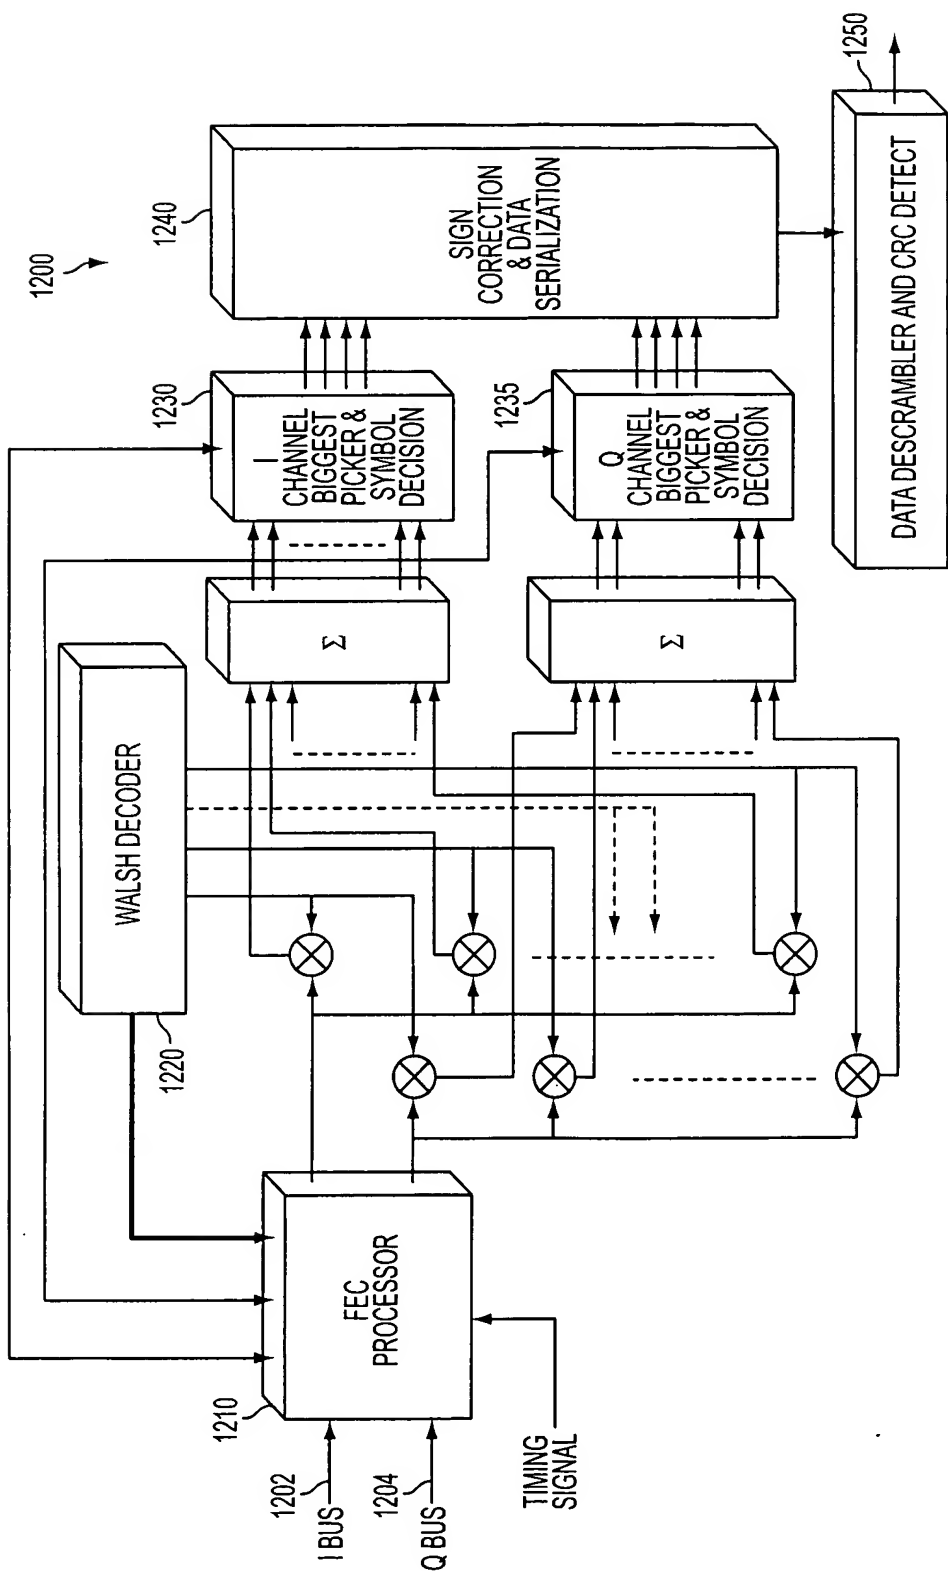 1200
WALSH DECODER
1220
FEC
PROCESSOR
1210
1202
I BUS
1204
Q BUS
TIMING
SIGNAL
Σ
Σ
1230
I
CHANNEL
BIGGEST
PICKER &
SYMBOL
DECISION
1235
Q
CHANNEL
BIGGEST
PICKER &
SYMBOL
DECISION
1240
SIGN
CORRECTION
& DATA
SERIALIZATION
1250
DATA DESCRAMBLER AND CRC DETECT